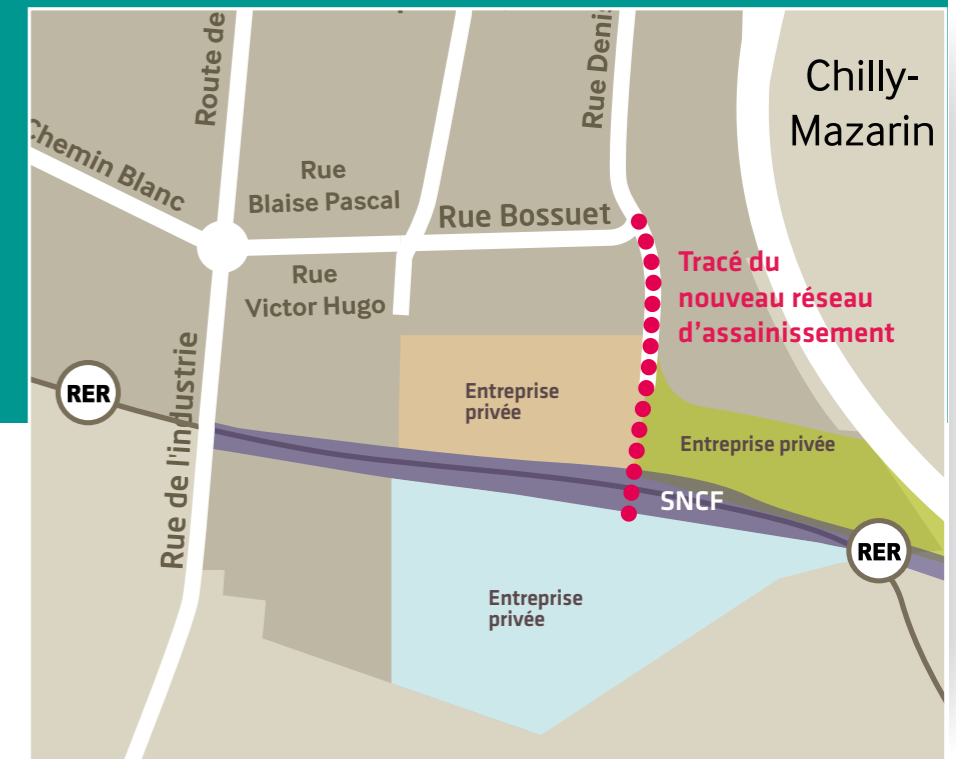 Route de
Rue Denis
Chilly-
Mazarin
Chemin Blanc
Rue
Blaise Pascal
Rue Bossuet
Rue
Victor Hugo
Tracé du
nouveau réseau
d'assainissement
RER
Entreprise
privée
Entreprise privée
Rue de l'industrie
SNCF
RER
Entreprise
privée